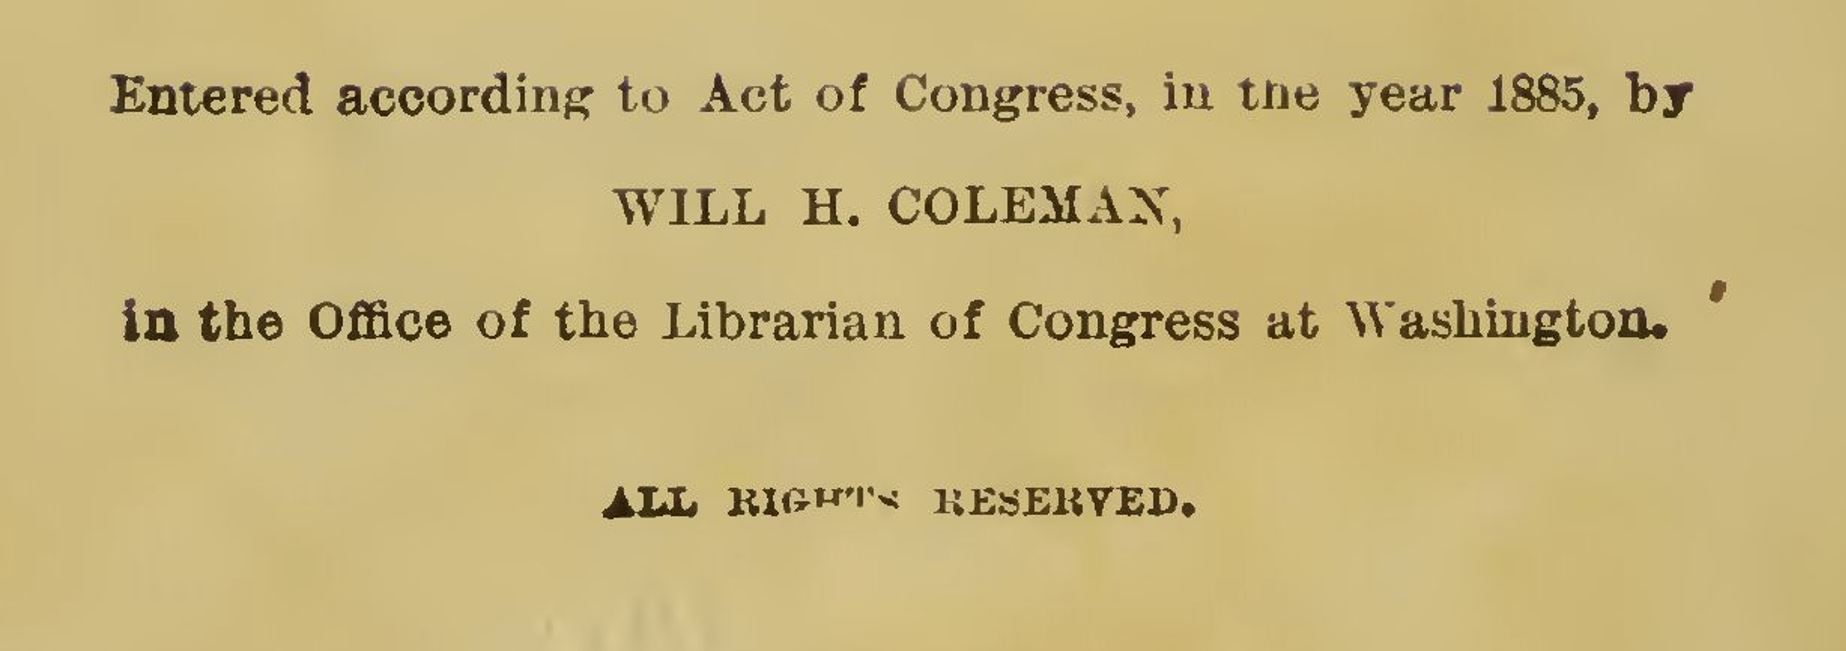 Entered according to Act of Congress, in the year 1885, by
WILL H. COLEMAN,
in the Office of the Librarian of Congress at Washington.
ALL RIGHTS RESERVED.